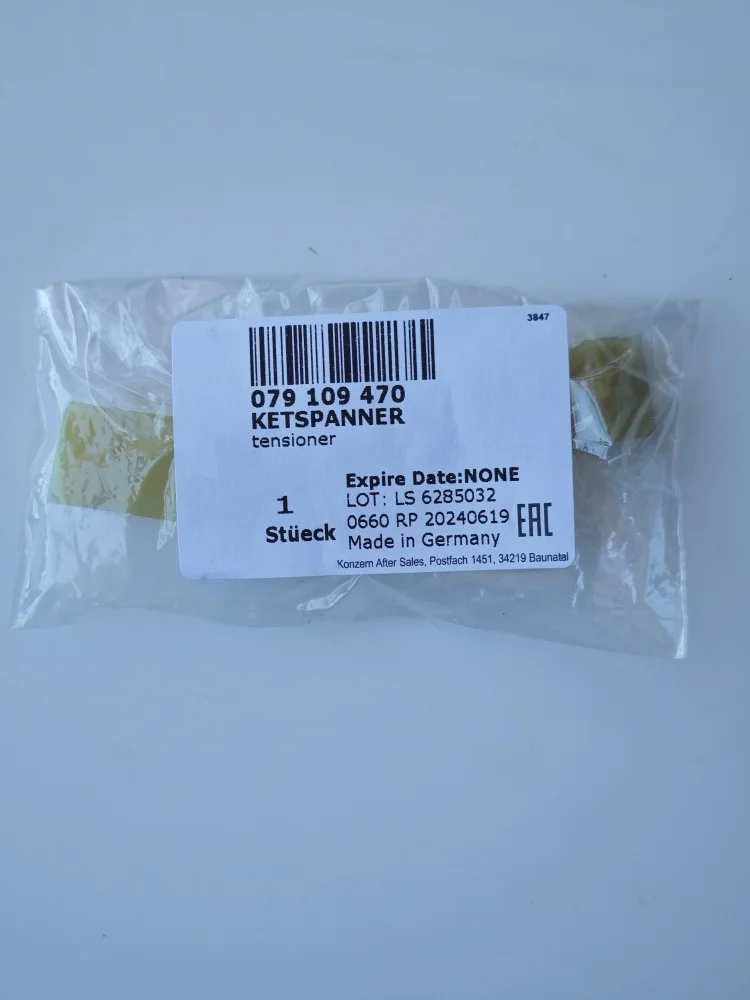 3847
079 109 470
KETSPANNER
tensioner
Expire Date:NONE
1
LOT: LS 6285032
0660 RP 20240619 EAC
Stüeck
Made in Germany
Konzern After Sales, Postfach 1451, 34219 Baunatal